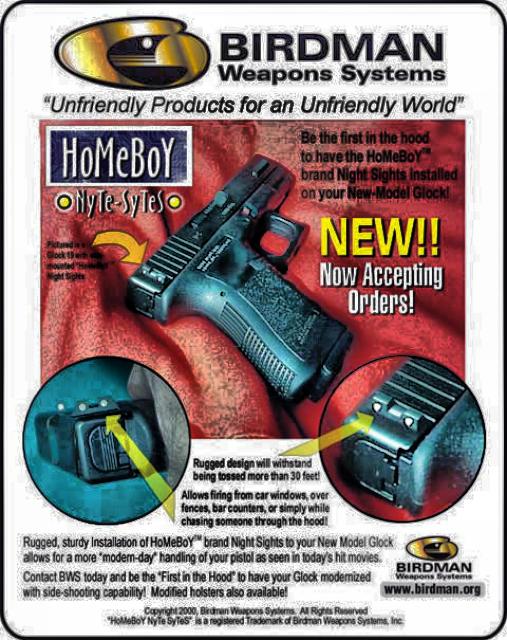 BIRDMAN
Weapons Systems
"Unfriendly Products for an Unfriendly World"
HoMeBoY
NyTe-SyTeS
Be the first in the hood
to have the HoMeBoY™
brand Night Sights installed
on your New-Model Glock!
Pictured is a
Glock 19 with side
mounted "HoMeBoY"
Night Sights
NEW!!
Now Accepting
Orders!
Rugged design will withstand
being tossed more than 30 feet!
Allows firing from car windows, over
fences, bar counters, or simply while
chasing someone through the hood!
Rugged, sturdy Installation of HoMeBoY™ brand Night Sights to your New Model Glock
allows for a more "modern-day" handling of your pistol as seen in today's hit movies.
Contact BWS today and be the "First in the Hood" to have your Glock modernized
with side-shooting capability! Modified holsters also available!
BIRDMAN
Weapons Systems
www.birdman.org
Copyright 2000, Birdman Weapons Systems. All Rights Reserved
"HoMeBoY NyTe SyTeS" is a registered Trademark of Birdman Weapons Systems, Inc.